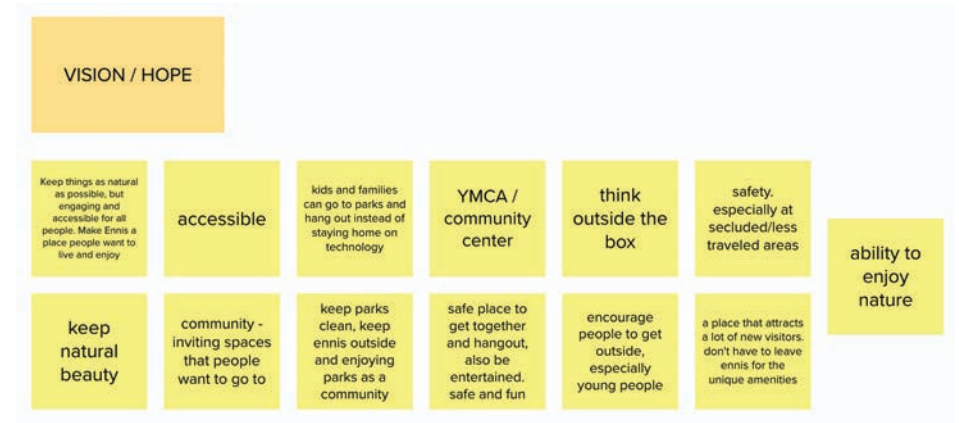 VISION / HOPE
Keep things as natural
as possible, but
engaging and
accessible for all
people. Make Ennis a
place people want to
live and enjoy
accessible
kids and families
can go to parks and
hang out instead of
staying home on
technology
YMCA /
community
center
think
outside the
box
safety.
especially at
secluded/less
traveled areas
ability to
enjoy
nature
keep
natural
beauty
community -
inviting spaces
that people
want to go to
keep parks
clean, keep
ennis outside
and enjoying
parks as a
community
safe place to
get together
and hangout,
also be
entertained.
safe and fun
encourage
people to get
outside,
especially
young people
a place that attracts
a lot of new visitors.
don't have to leave
ennis for the
unique amenities